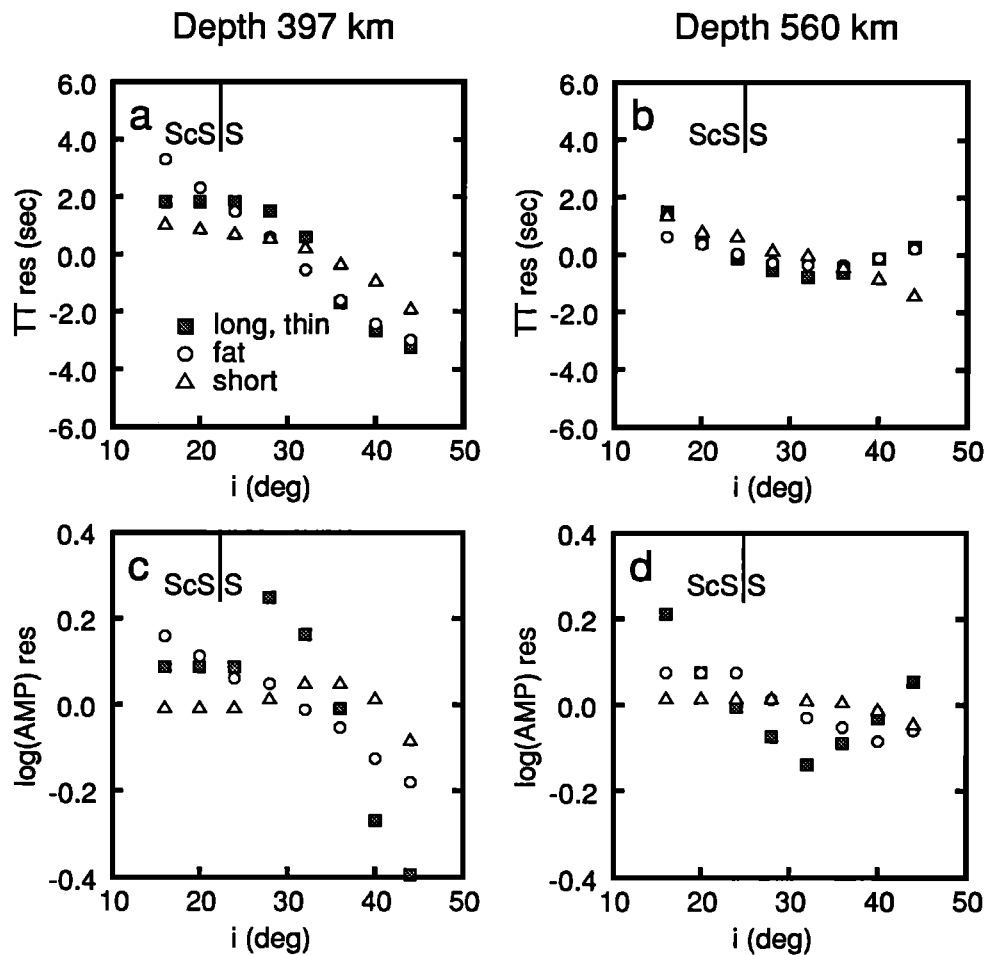 Depth 397 km
Depth 560 km
a
ScS S
6.0
4.0
2.0
0.0
-2.0
-4.0
-6.0
TT res (sec)
long, thin
fat
short
10 20 30 40 50
i (deg)
b
ScS S
6.0
4.0
2.0
0.0
-2.0
-4.0
-6.0
TT res (sec)
10 20 30 40 50
i (deg)
c
ScS S
0.4
0.2
0.0
-0.2
-0.4
log(AMP) res
10 20 30 40 50
i (deg)
d
ScS S
0.4
0.2
0.0
-0.2
-0.4
log(AMP) res
10 20 30 40 50
i (deg)